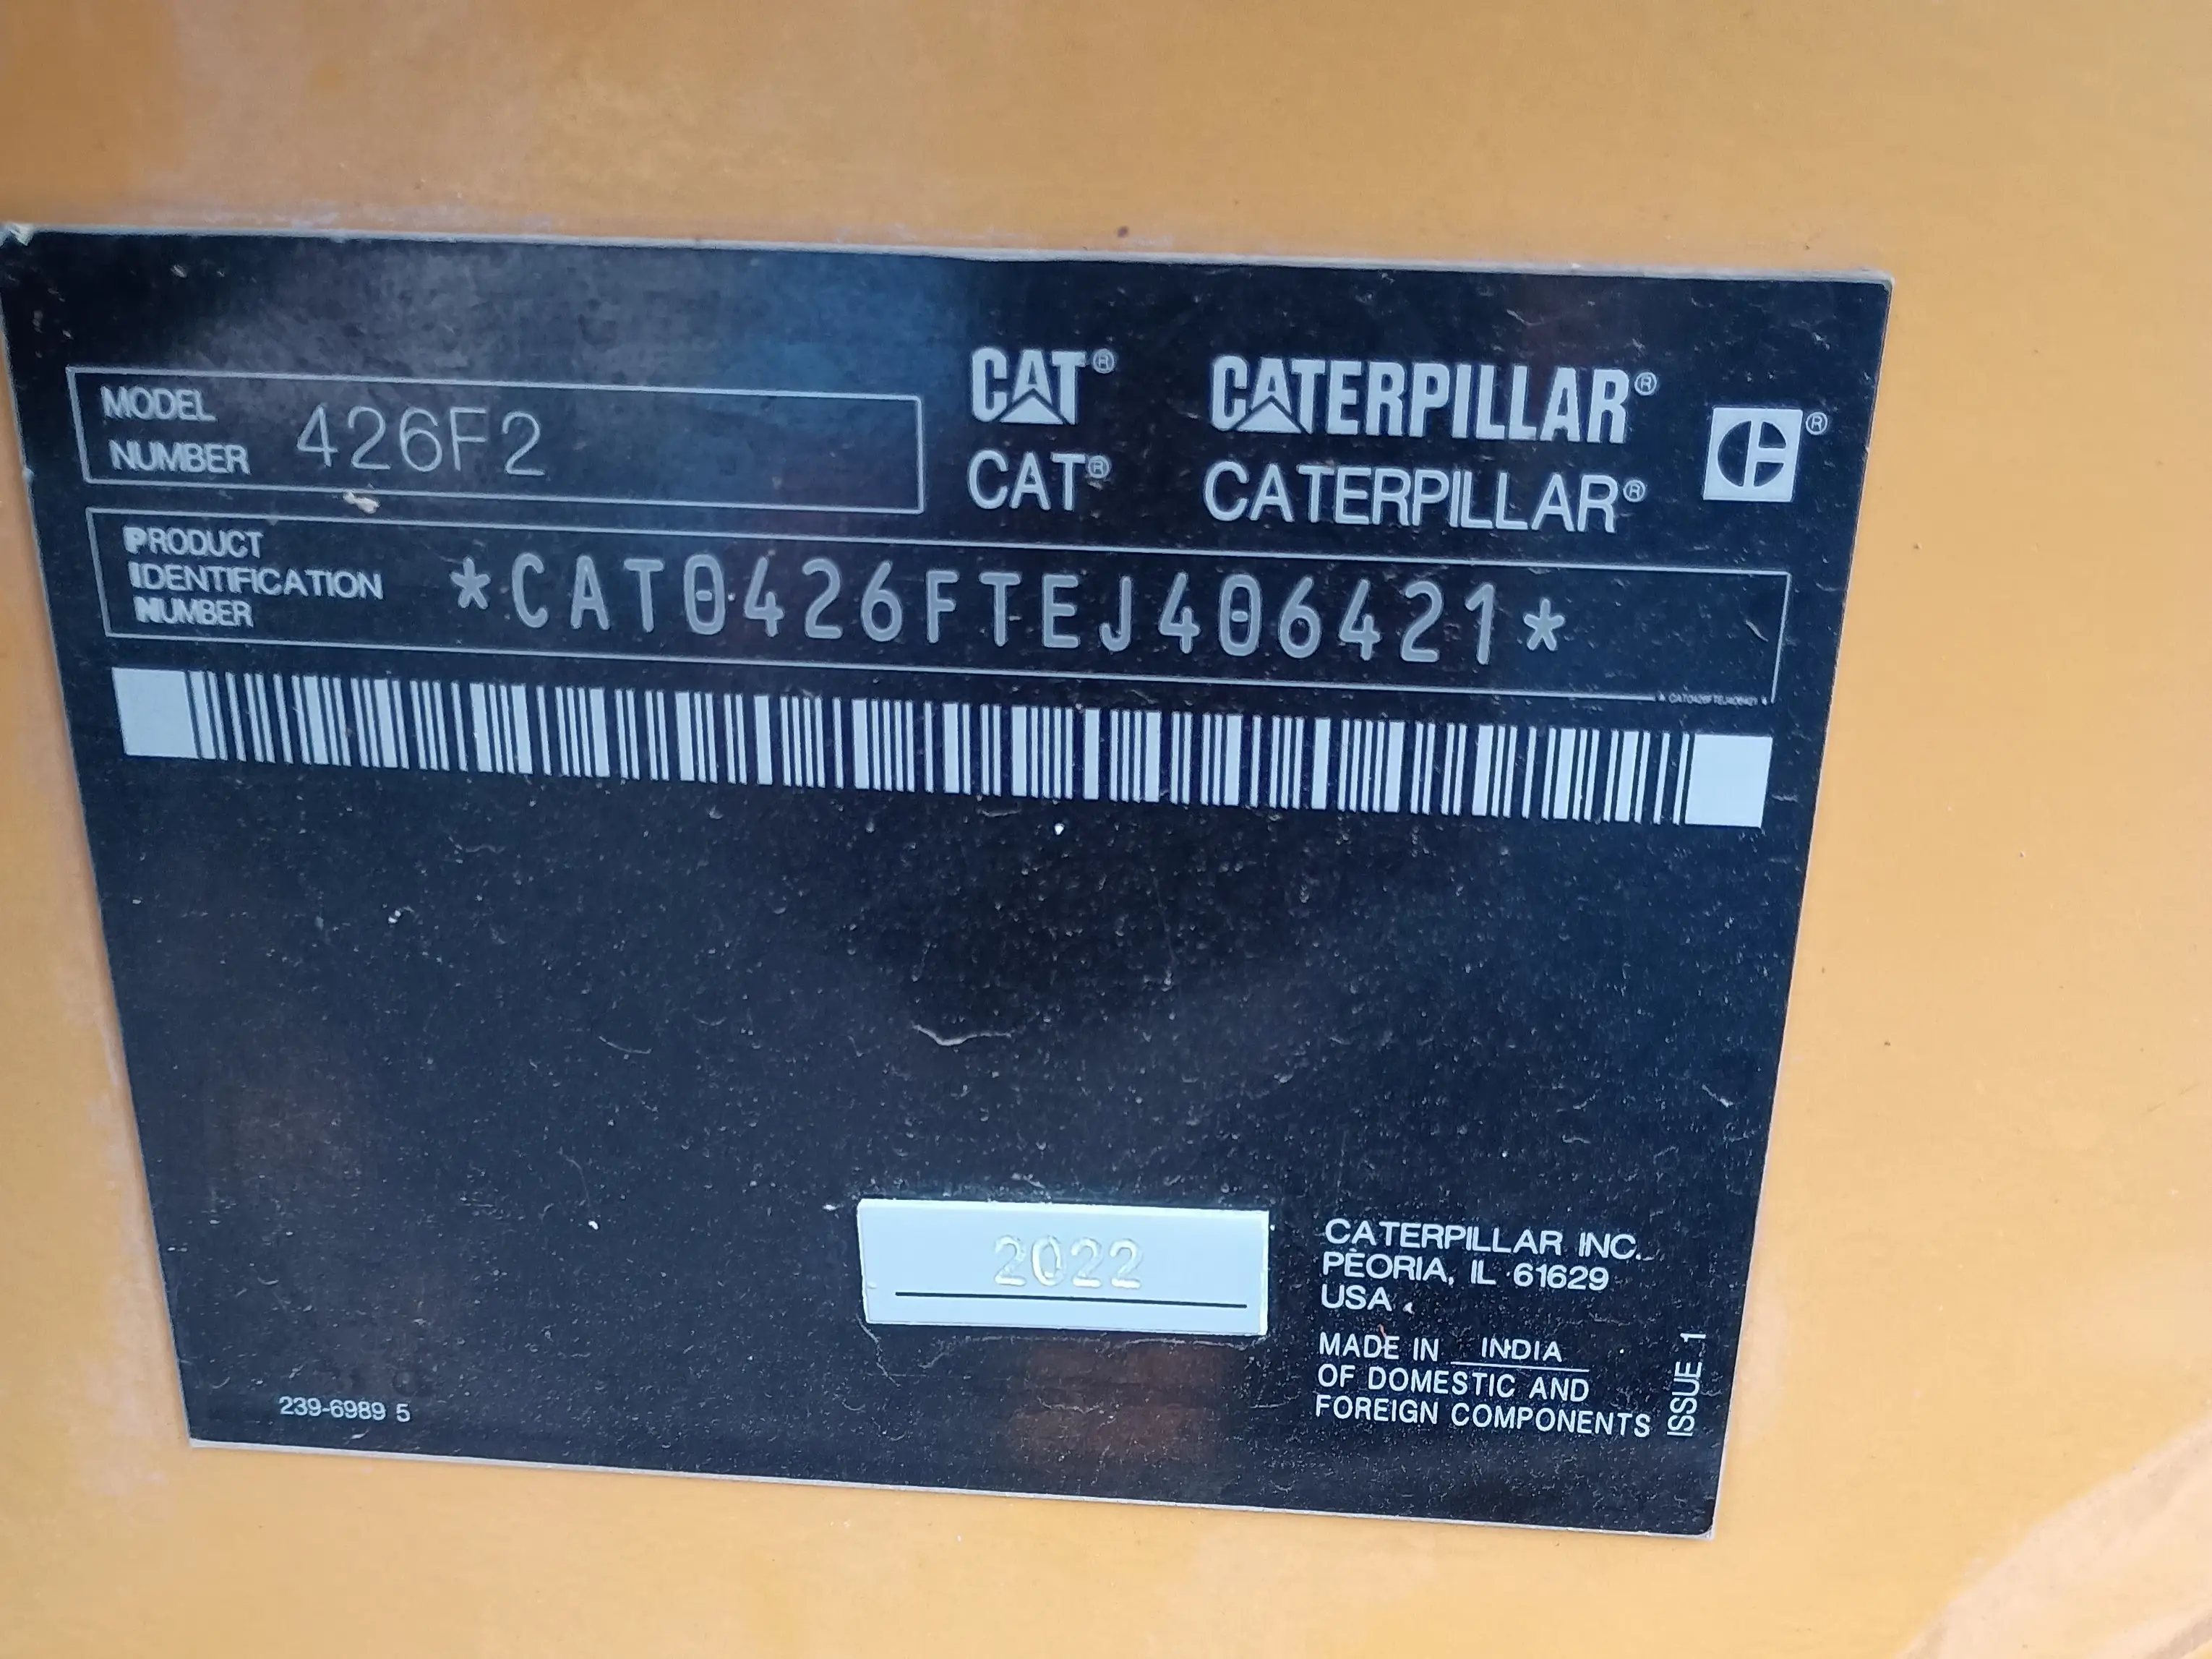 MODEL
NUMBER 426F2
CAT® CATERPILLAR® ®
CAT® CATERPILLAR®
PRODUCT
IDENTIFICATION
NUMBER
*CAT0426FTEJ406421*
* CAT0426FTEJ406421 *
2022
CATERPILLAR INC.
PEORIA, IL 61629
USA
MADE IN INDIA
OF DOMESTIC AND
FOREIGN COMPONENTS
ISSUE 1
239-6989 5